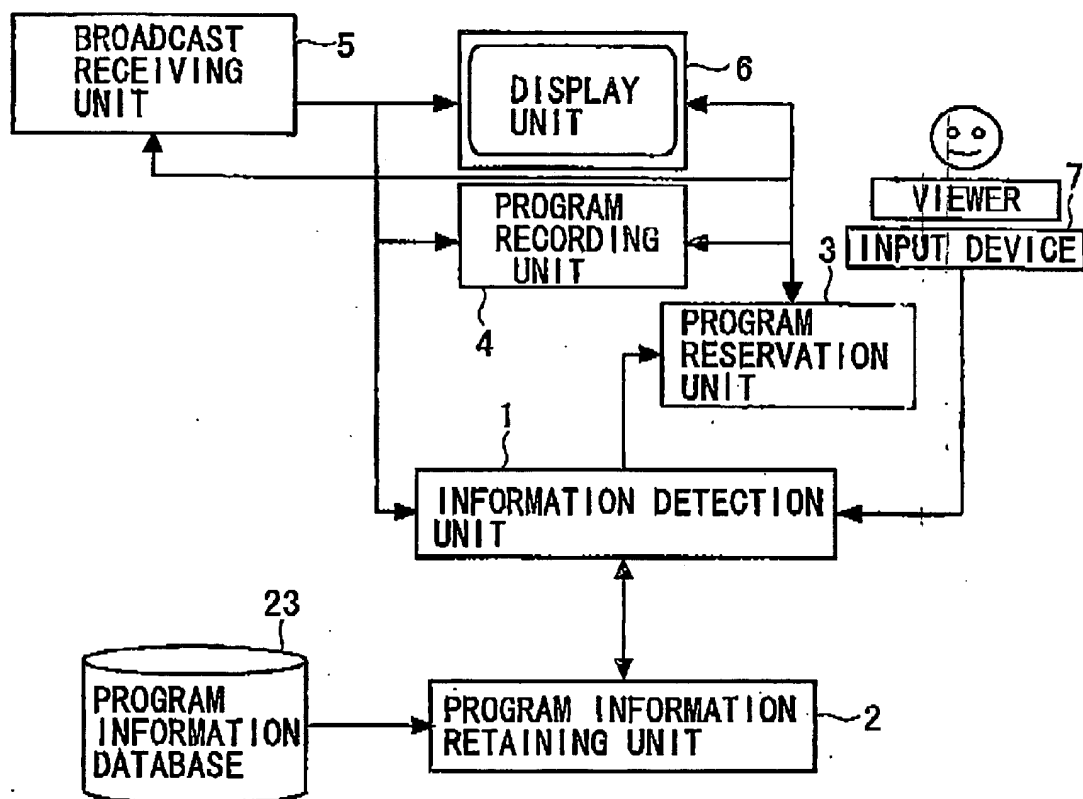 BROADCAST
RECEIVING
UNIT
5
DISPLAY
UNIT
6
VIEWER
7
INPUT DEVICE
PROGRAM
RECORDING
UNIT
4
3
PROGRAM
RESERVATION
UNIT
1
INFORMATION DETECTION
UNIT
23
PROGRAM
INFORMATION
DATABASE
PROGRAM INFORMATION
RETAINING UNIT
2